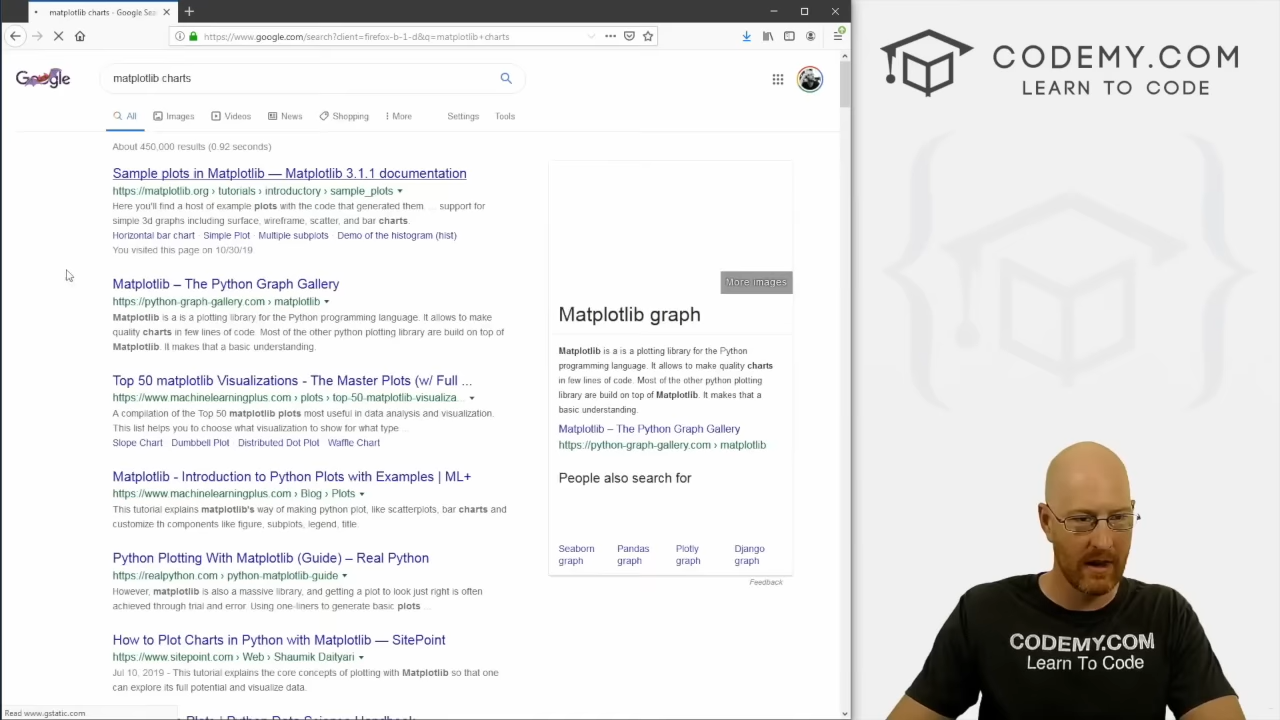 matplotlib charts - Google Sea
https://www.google.com/search?client=firefox-b-1-d&q=matplotlib+charts
Google
matplotlib charts
All Images Videos News Shopping More Settings Tools
About 450,000 results (0.92 seconds)
Sample plots in Matplotlib — Matplotlib 3.1.1 documentation
https://matplotlib.org › tutorials › introductory › sample_plots
Here you'll find a host of example plots with the code that generated them. ... support for
simple 3d graphs including surface, wireframe, scatter, and bar charts.
Horizontal bar chart · Simple Plot · Multiple subplots · Demo of the histogram (hist)
You visited this page on 10/30/19
Matplotlib – The Python Graph Gallery
https://python-graph-gallery.com › matplotlib
Matplotlib is a is a plotting library for the Python programming language. It allows to make
quality charts in few lines of code. Most of the other python plotting library are build on top of
Matplotlib. It makes that a basic understanding.
Top 50 matplotlib Visualizations - The Master Plots (w/ Full ...
https://www.machinelearningplus.com › plots › top-50-matplotlib-visualiza...
A compilation of the Top 50 matplotlib plots most useful in data analysis and visualization.
This list helps you to choose what visualization to show for what type ...
Slope Chart · Dumbbell Plot · Distributed Dot Plot · Waffle Chart
Matplotlib - Introduction to Python Plots with Examples | ML+
https://www.machinelearningplus.com › Blog › Plots
This tutorial explains matplotlib's way of making python plot, like scatterplots, bar charts and
customize th components like figure, subplots, legend, title.
Python Plotting With Matplotlib (Guide) – Real Python
https://realpython.com › python-matplotlib-guide
However, matplotlib is also a massive library, and getting a plot to look just right is often
achieved through trial and error. Using one-liners to generate basic plots ...
How to Plot Charts in Python with Matplotlib — SitePoint
https://www.sitepoint.com › Web › Shaumik Daityari
Jul 10, 2019 - This tutorial explains the core concepts of plotting with Matplotlib so that one
can explore its full potential and visualize data.
Plots | Python Data Science Handbook
Read www.gstatic.com
More images
Matplotlib graph
Matplotlib is a is a plotting library for the Python
programming language. It allows to make quality charts
in few lines of code. Most of the other python plotting
library are build on top of Matplotlib. It makes that a
basic understanding.
Matplotlib – The Python Graph Gallery
https://python-graph-gallery.com › matplotlib
People also search for
Seaborn graph
Pandas graph
Plotly graph
Django graph
Feedback
CODEMY.COM
LEARN TO CODE
CODEMY.COM
Learn To Code